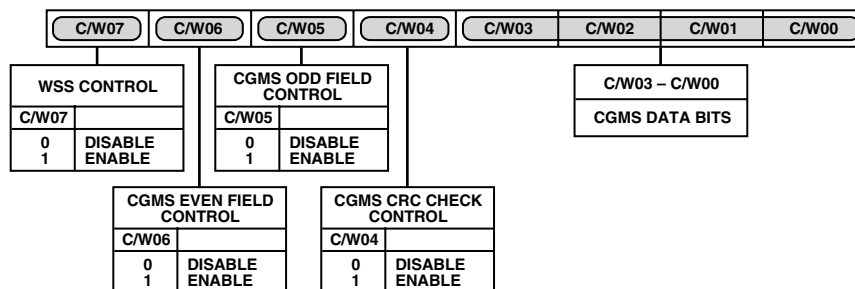 C/W07 C/W06 C/W05 C/W04 C/W03 C/W02 C/W01 C/W00
WSS CONTROL
C/W07
0 DISABLE
1 ENABLE
CGMS ODD FIELD
CONTROL
C/W05
0 DISABLE
1 ENABLE
C/W03 – C/W00
CGMS DATA BITS
CGMS EVEN FIELD
CONTROL
C/W06
0 DISABLE
1 ENABLE
CGMS CRC CHECK
CONTROL
C/W04
0 DISABLE
1 ENABLE